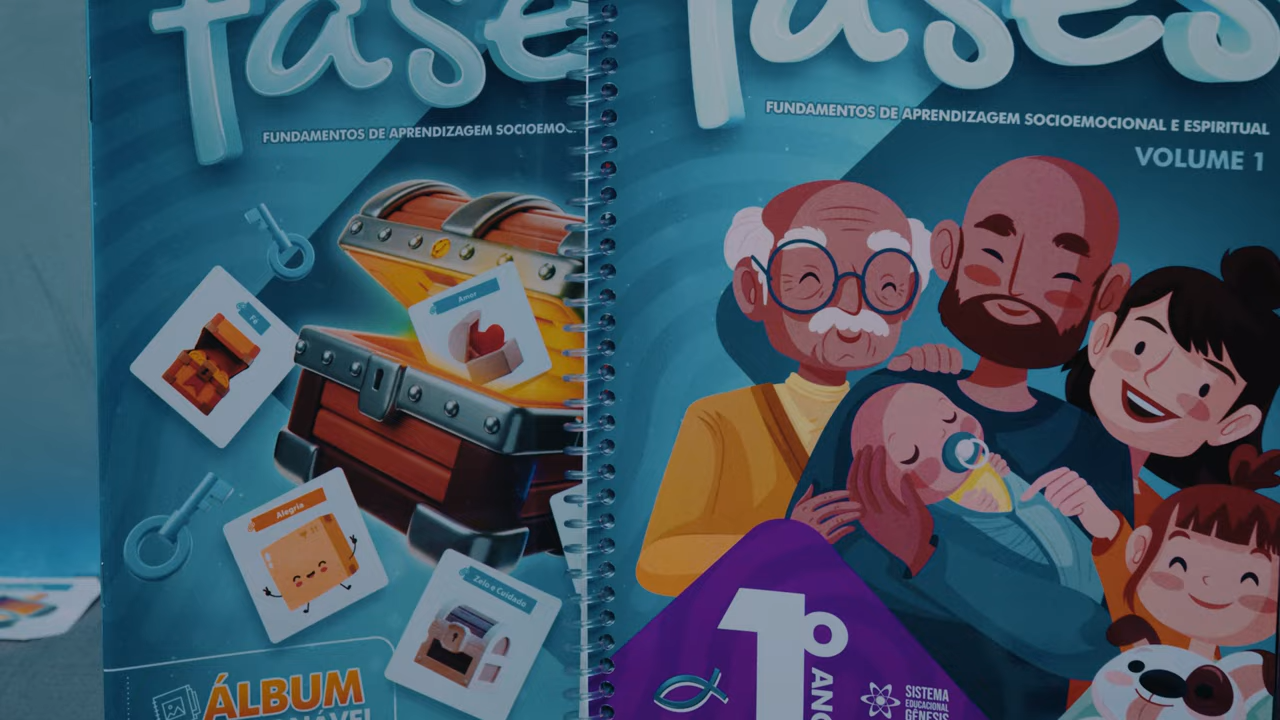 fase
FUNDAMENTOS DE APRENDIZAGEM
Fé
Amor
Alegria
Zelo e Cuidado
ÁLBUM
fases
FUNDAMENTOS DE APRENDIZAGEM SOCIOEMOCIONAL E ESPIRITUAL
VOLUME 1
1º ANO
SISTEMA
EDUCACIONAL
GÊNESIS